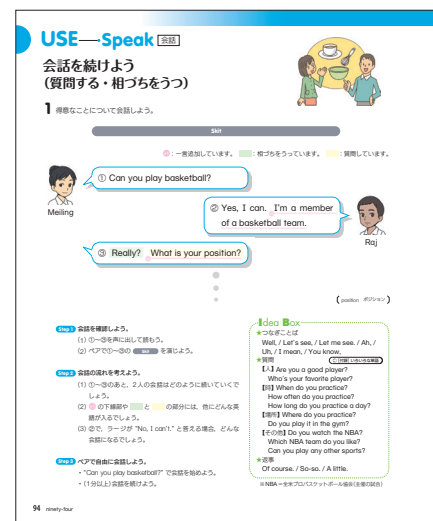 USE—Speak 会話
会話を続けよう
(質問する・相づちをうつ)
1 得意なことについて会話しよう。
Skit
：一言追加しています。 ：相づちをうっています。 ：質問しています。
① Can you play basketball?
Meiling
② Yes, I can. I'm a member
of a basketball team.
Raj
③ Really? What is your position?
( position ポジション )
Step 1 会話を確認しよう。
(1) ①〜③を声に出して読もう。
(2) ペアで①〜③の Skit を演じよう。
Step 2 会話の流れを考えよう。
(1) ①〜③のあと、2人の会話はどのように続いていくで
しょう。
(2) の下線部や と の部分には、他にどんな英
語が入るでしょう。
(3) ②で、ラージが "No, I can't." と答える場合、どんな
会話になるでしょう。
Step 3 ペアで自由に会話しよう。
・"Can you play basketball?" で会話を始めよう。
・(1分以上)会話を続けよう。
Idea Box
★つなぎことば
Well, / Let's see, / Let me see. / Ah, /
Uh, / I mean, / You know,
★質問
いろいろな単語
【人】Are you a good player?
Who's your favorite player?
【時】When do you practice?
How often do you practice?
How long do you practice a day?
【場所】Where do you practice?
Do you play it in the gym?
【その他】Do you watch the NBA?
Which NBA team do you like?
Can you play any other sports?
★返事
Of course. / So-so. / A little.
※NBA＝全米プロバスケットボール協会(主催の試合)
94 ninety-four